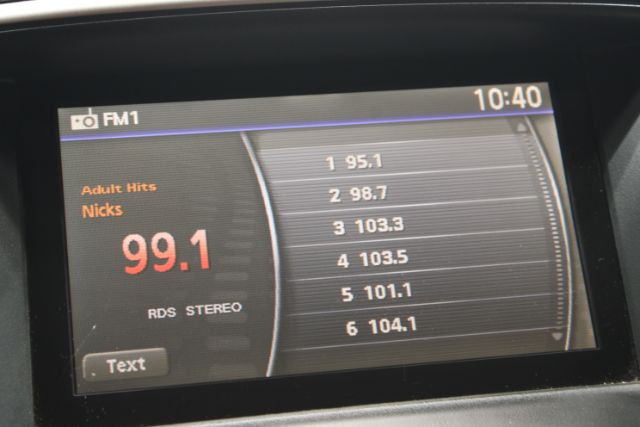 FM1
10:40
Adult Hits
Nicks
99.1
RDS STEREO
Text
1 95.1
2 98.7
3 103.3
4 103.5
5 101.1
6 104.1